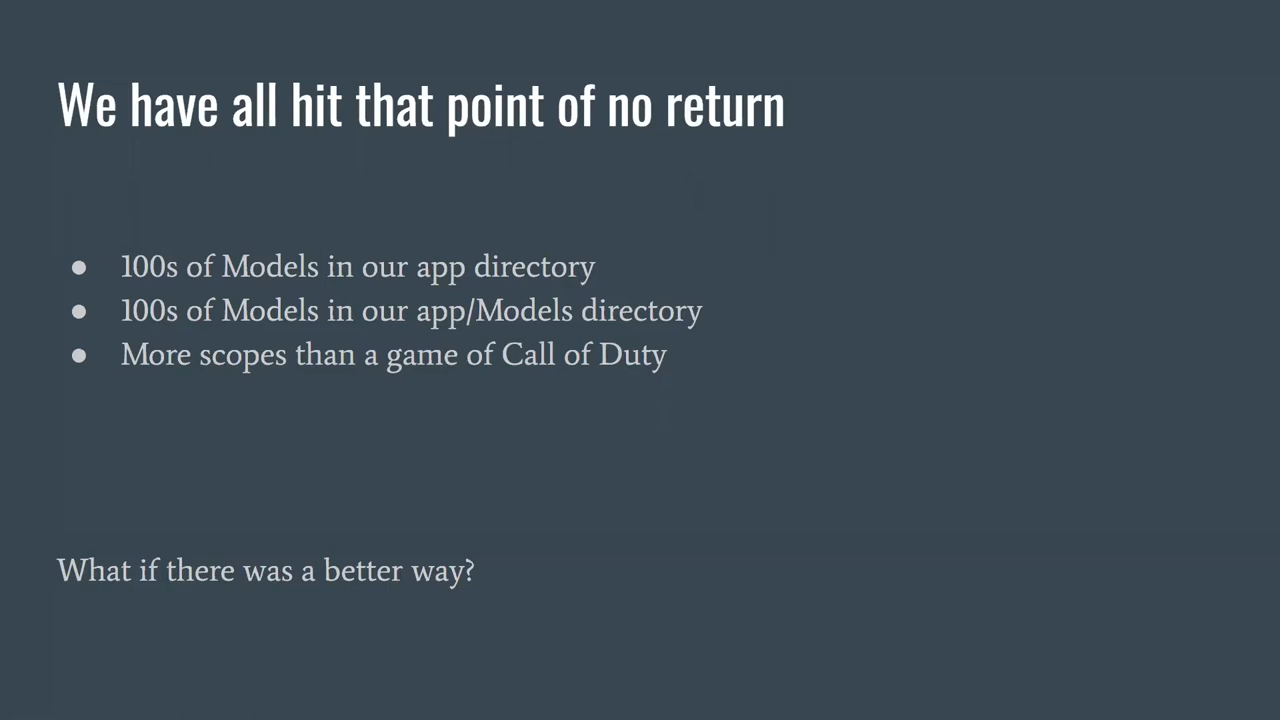 We have all hit that point of no return
● 100s of Models in our app directory
● 100s of Models in our app/Models directory
● More scopes than a game of Call of Duty
What if there was a better way?